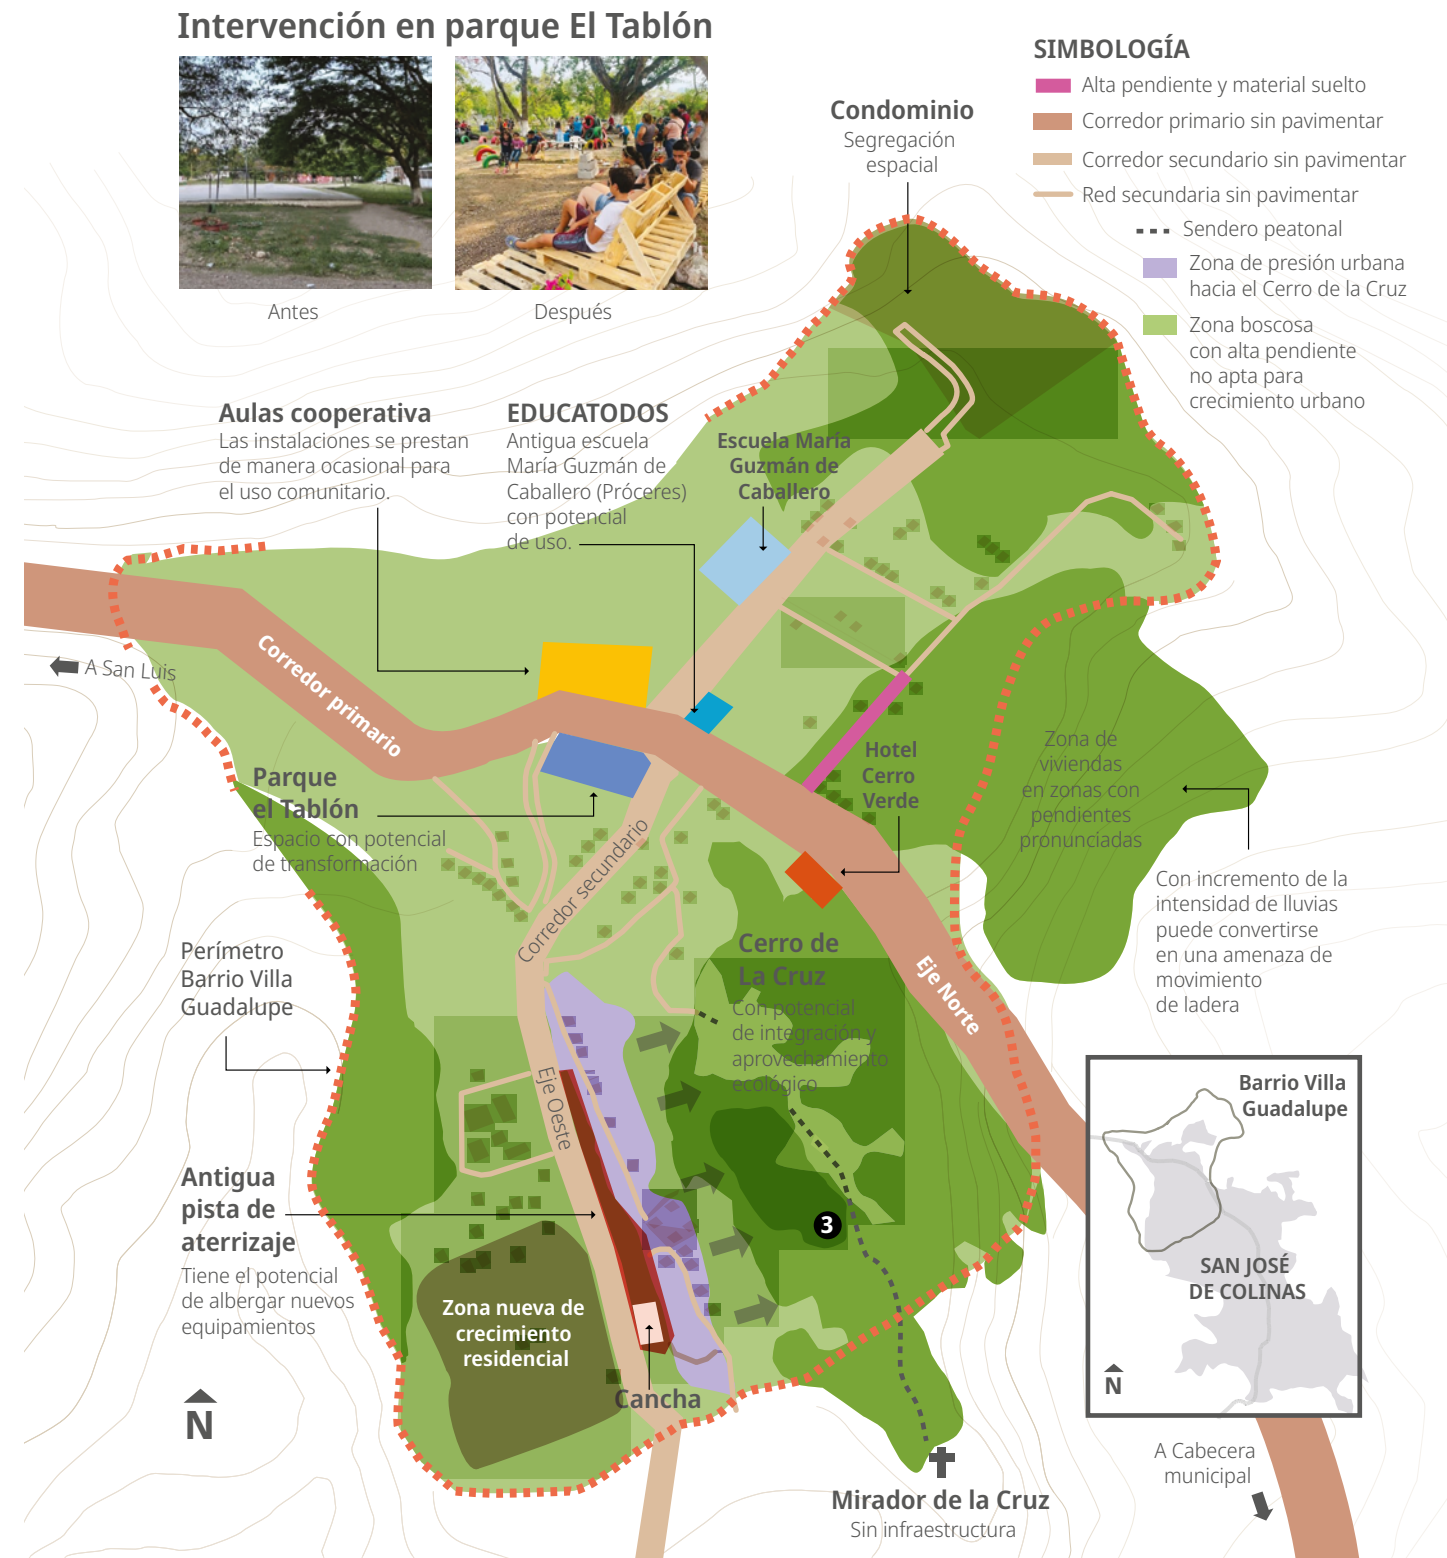 Intervención en parque El Tablón
Antes
Después
SIMBOLOGÍA
Alta pendiente y material suelto
Corredor primario sin pavimentar
Corredor secundario sin pavimentar
Red secundaria sin pavimentar
Sendero peatonal
Zona de presión urbana
hacia el Cerro de la Cruz
Zona boscosa
con alta pendiente
no apta para
crecimiento urbano
Condominio
Segregación
espacial
Aulas cooperativa
Las instalaciones se prestan
de manera ocasional para
el uso comunitario.
EDUCATODOS
Antigua escuela
María Guzmán de
Caballero (Próceres)
con potencial
de uso.
Escuela María
Guzmán de
Caballero
A San Luis
Corredor primario
Parque
el Tablón
Espacio con potencial
de transformación
Corredor secundario
Hotel
Cerro
Verde
Zona de
viviendas
en zonas con
pendientes
pronunciadas
Con incremento de la
intensidad de lluvias
puede convertirse
en una amenaza de
movimiento
de ladera
Perímetro
Barrio Villa
Guadalupe
Cerro de
La Cruz
Con potencial
de integración y
aprovechamiento
ecológico
Eje Norte
Eje Oeste
Antigua
pista de
aterrizaje
Tiene el potencial
de albergar nuevos
equipamientos
3
Zona nueva de
crecimiento
residencial
Cancha
N
Barrio Villa
Guadalupe
SAN JOSÉ
DE COLINAS
N
A Cabecera
municipal
Mirador de la Cruz
Sin infraestructura